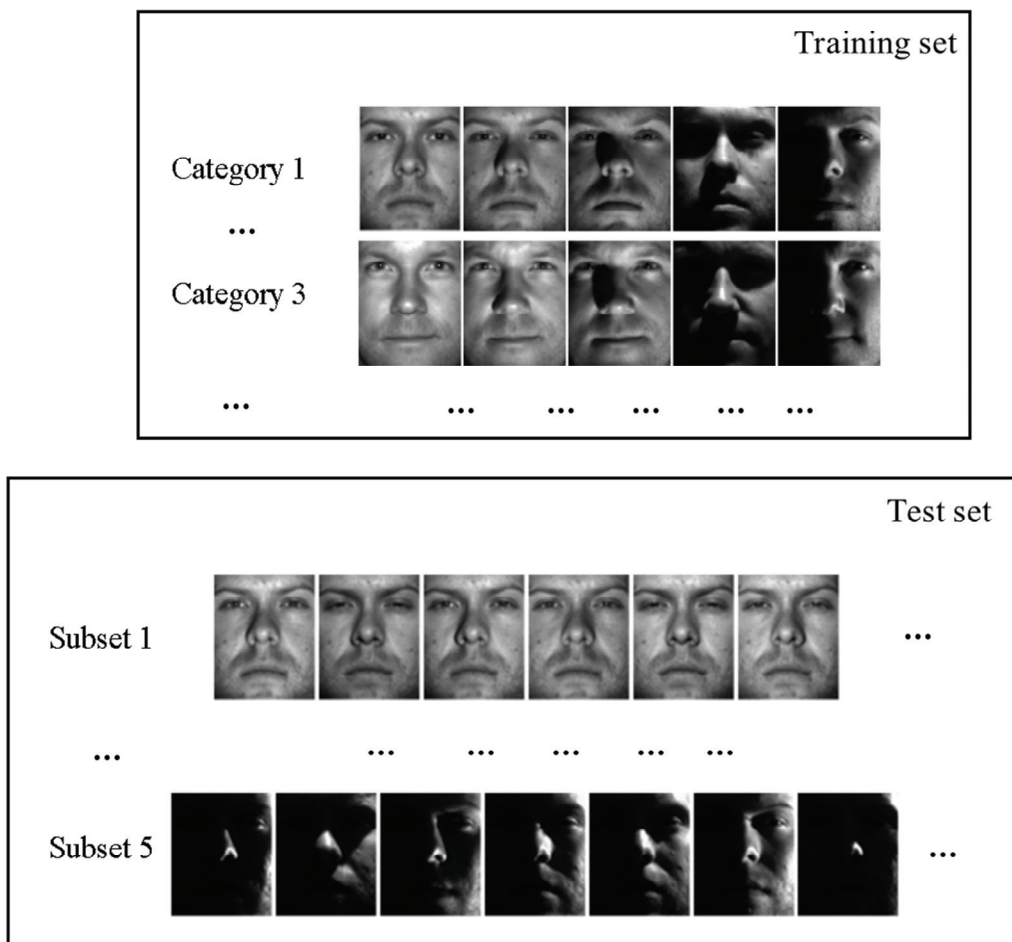 Training set
Category 1
...
Category 3
... ... ... ... ... ...
Test set
Subset 1 ...
... ... ... ... ... ...
Subset 5 ...